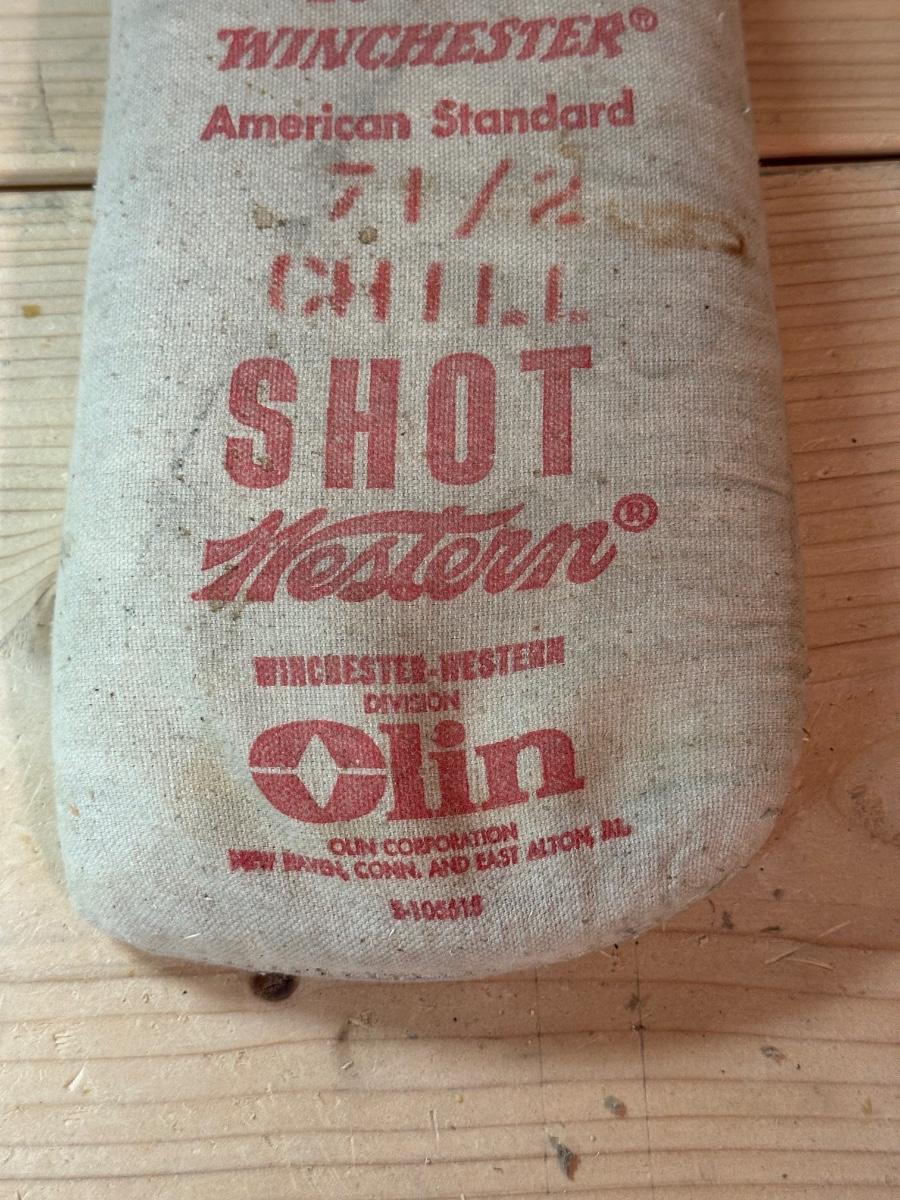 WINCHESTER®
American Standard
7 1/2
CHILL
SHOT
Western®
WINCHESTER-WESTERN
DIVISION
Olin
OLIN CORPORATION
NEW HAVEN, CONN. AND EAST ALTON, ILL.